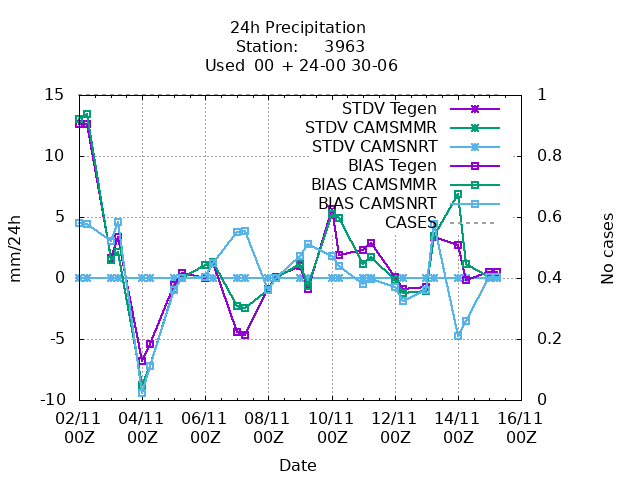 24h Precipitation
Station: 3963
Used 00 + 24-00 30-06
15 1
STDV Tegen
STDV CAMSMMR
STDV CAMSNRT
10 0.8
BIAS Tegen
BIAS CAMSMMR
BIAS CAMSNRT
5 0.6
CASES
mm/24h
No cases
0 0.4
-5 0.2
-10 0
02/11 04/11 06/11 08/11 10/11 12/11 14/11 16/11
00Z 00Z 00Z 00Z 00Z 00Z 00Z 00Z
Date